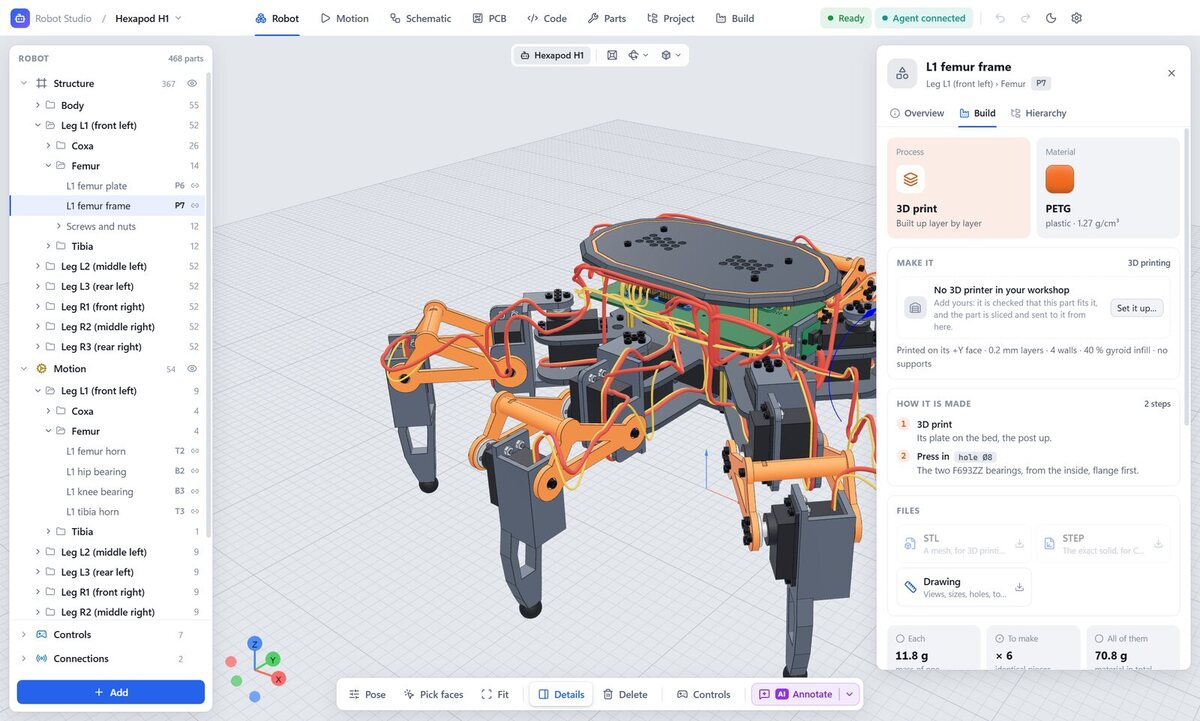 Robot Studio / Hexapod H1
Robot Motion Schematic PCB Code Parts Project Build
Ready Agent connected
ROBOT 468 parts
Structure 367
Body 55
Leg L1 (front left) 52
Coxa 26
Femur 14
L1 femur plate P6
L1 femur frame P7
Screws and nuts 12
Tibia 12
Leg L2 (middle left) 52
Leg L3 (rear left) 52
Leg R1 (front right) 52
Leg R2 (middle right) 52
Leg R3 (rear right) 52
Motion 54
Leg L1 (front left) 9
Coxa 4
Femur 4
L1 femur horn T2
L1 hip bearing B2
L1 knee bearing B3
L1 tibia horn T3
Tibia 1
Leg L2 (middle left) 9
Leg L3 (rear left) 9
Leg R1 (front right) 9
Leg R2 (middle right) 9
Controls 7
Connections 2
+ Add
Hexapod H1
Z
Y
X
Pose Pick faces Fit Details Delete Controls AI Annotate
L1 femur frame
Leg L1 (front left) › Femur P7
Overview Build Hierarchy
Process
3D print
Built up layer by layer
Material
PETG
plastic · 1.27 g/cm³
MAKE IT 3D printing
No 3D printer in your workshop
Add yours: it is checked that this part fits it,
and the part is sliced and sent to it from
here.
Set it up...
Printed on its +Y face · 0.2 mm layers · 4 walls · 40 % gyroid infill · no
supports
HOW IT IS MADE 2 steps
1 3D print
Its plate on the bed, the post up.
2 Press in hole Ø8
The two F693ZZ bearings, from the inside, flange first.
FILES
STL
A mesh, for 3D printi...
STEP
The exact solid, for C...
Drawing
Views, sizes, holes, to...
Each
11.8 g
mass of one
To make
× 6
identical pieces
All of them
70.8 g
material in total